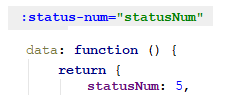 :status-num="statusNum"
data: function () {
return {
statusNum: 5,